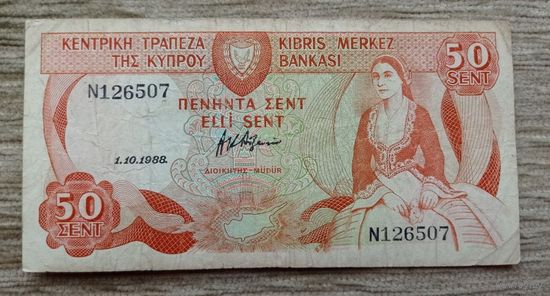 ΚΕΝΤΡΙΚΗ ΤΡΑΠΕΖΑ
ΤΗΣ ΚΥΠΡΟΥ
KIBRIS MERKEZ
BANKASI
50
SENT
N126507
ΠΕΝΗΝΤΑ ΣΕΝΤ
ELLİ SENT
1.10.1988.
ΔΙΟΙΚΗΤΗΣ - MÜDÜR
50
ΣΕΝΤ
N126507